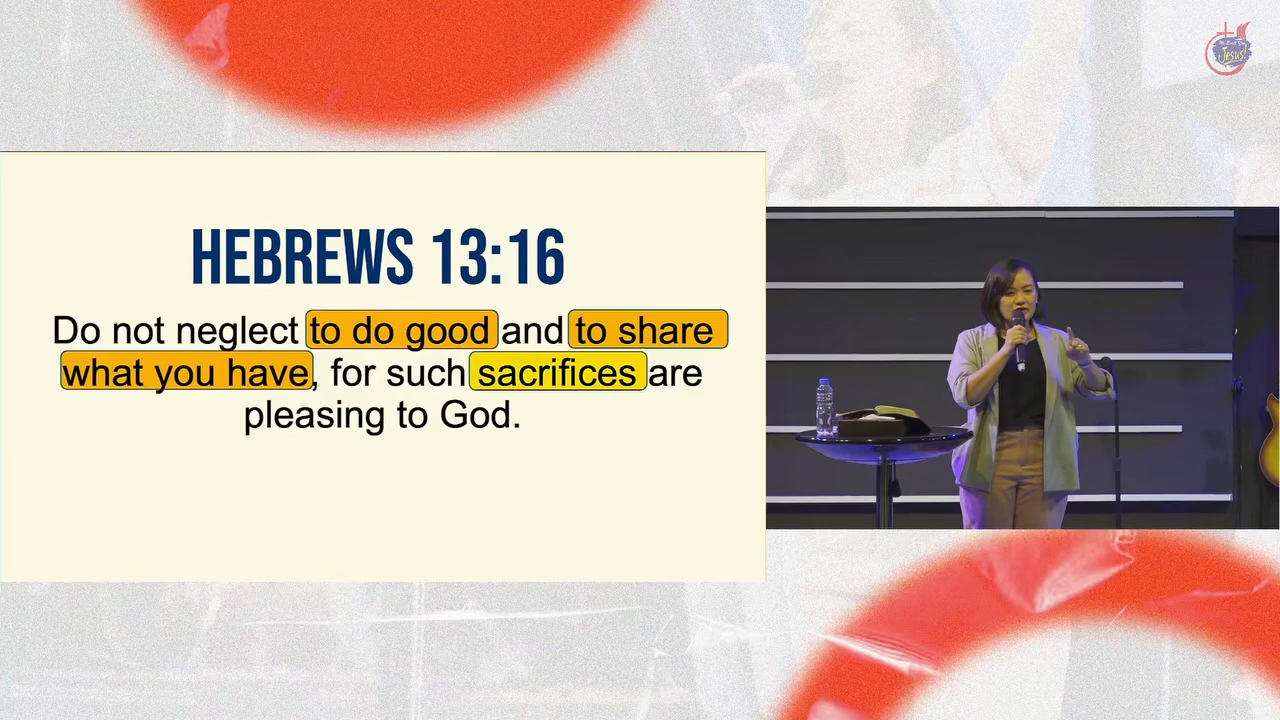 HEBREWS 13:16
Do not neglect to do good and to share
what you have, for such sacrifices are
pleasing to God.
Jesus!